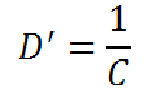 D′ = 1/C